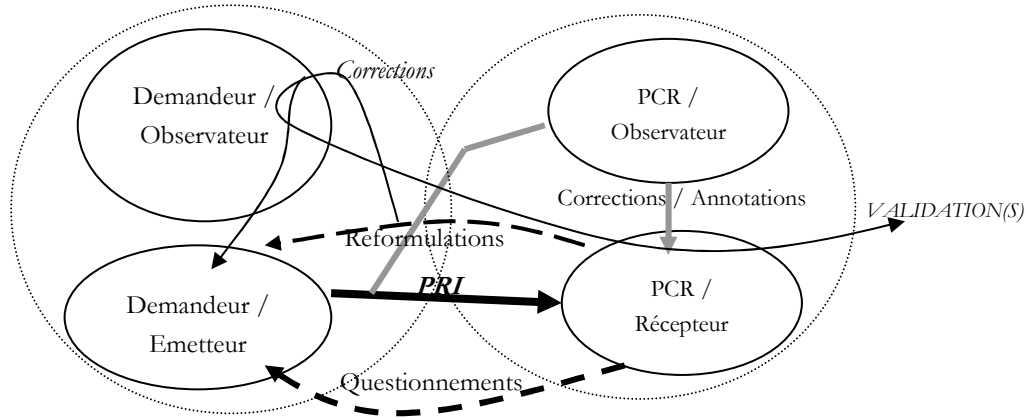 Corrections
Demandeur /
Observateur
PCR /
Observateur
Corrections / Annotations
VALIDATION(S)
Reformulations
PRI
Demandeur /
Emetteur
PCR /
Récepteur
Questionnements